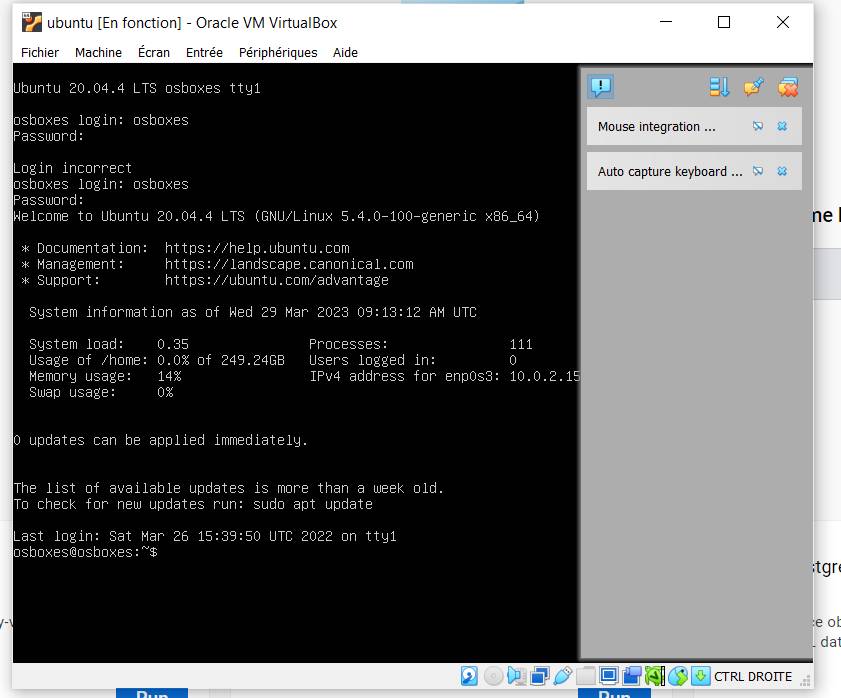 ubuntu [En fonction] - Oracle VM VirtualBox
Fichier Machine Écran Entrée Périphériques Aide
Ubuntu 20.04.4 LTS osboxes tty1
osboxes login: osboxes
Password:
Login incorrect
osboxes login: osboxes
Password:
Welcome to Ubuntu 20.04.4 LTS (GNU/Linux 5.4.0-100-generic x86_64)
* Documentation: https://help.ubuntu.com
* Management: https://landscape.canonical.com
* Support: https://ubuntu.com/advantage
System information as of Wed 29 Mar 2023 09:13:12 AM UTC
System load: 0.35 Processes: 111
Usage of /home: 0.0% of 249.24GB Users logged in: 0
Memory usage: 14% IPv4 address for enp0s3: 10.0.2.15
Swap usage: 0%
0 updates can be applied immediately.
The list of available updates is more than a week old.
To check for new updates run: sudo apt update
Last login: Sat Mar 26 15:39:50 UTC 2022 on tty1
osboxes@osboxes:~$
Mouse integration ...
Auto capture keyboard ...
CTRL DROITE
Run
Run